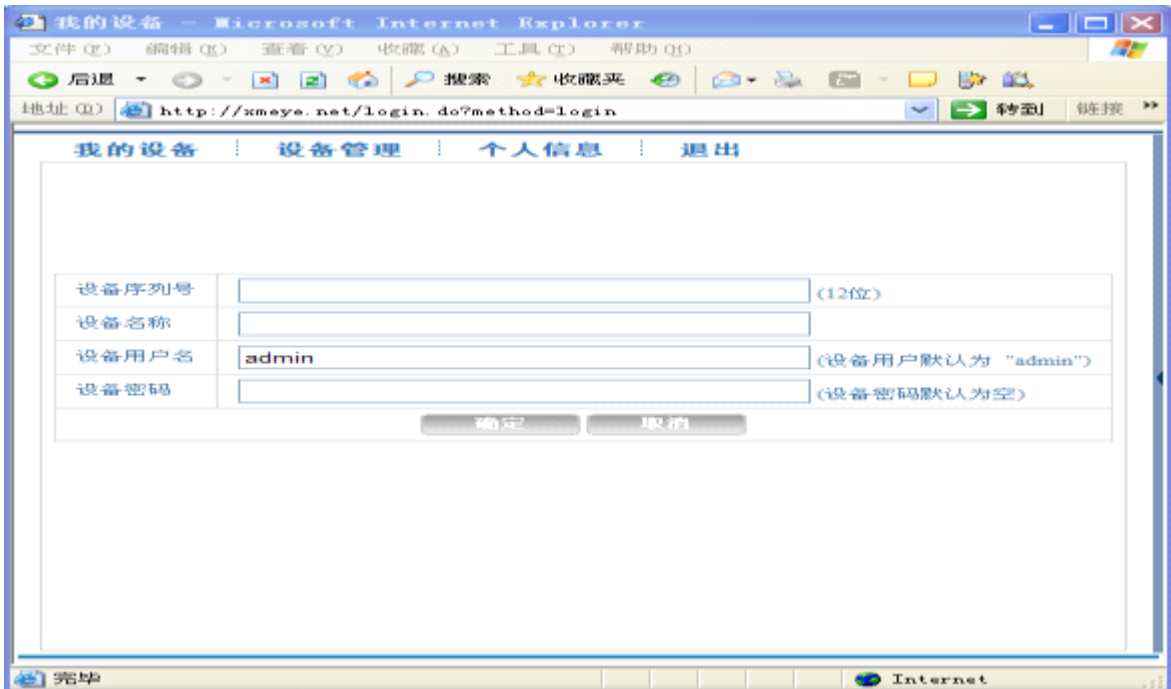 我的设备 - Microsoft Internet Explorer
文件(F) 编辑(E) 查看(V) 收藏(A) 工具(T) 帮助(H)
后退 搜索 收藏夹
地址(D) http://xmeye.net/login.do?method=login 转到 链接 »
我的设备 设备管理 个人信息 退出
设备序列号 (12位)
设备名称
设备用户名 admin (设备用户默认为 "admin")
设备密码 (设备密码默认为空)
确定 取消
完毕 Internet